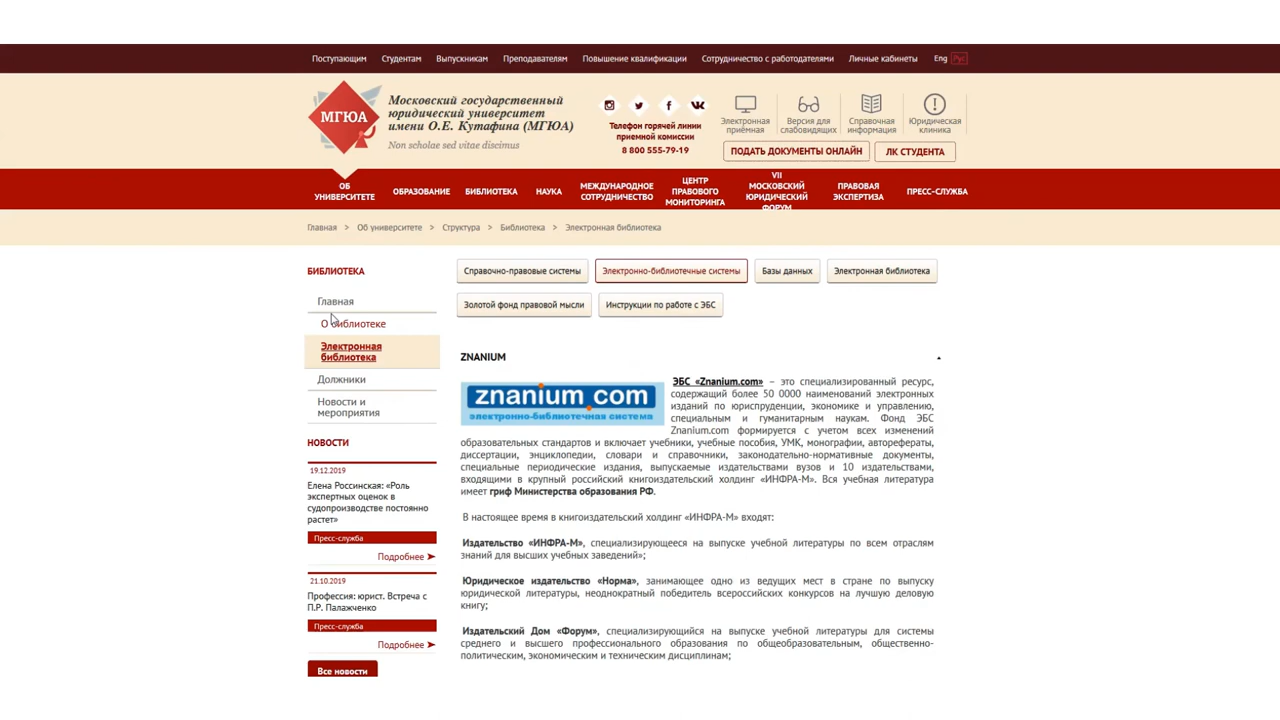 Поступающим Студентам Выпускникам Преподавателям Повышение квалификации Сотрудничество с работодателями Личные кабинеты Eng Рус
МГЮА
Московский государственный
юридический университет
имени О.Е. Кутафина (МГЮА)
Non scholae sed vitae discimus
Телефон горячей линии
приемной комиссии
8 800 555-79-19
Электронная
приёмная
Версия для
слабовидящих
Справочная
информация
Юридическая
клиника
ПОДАТЬ ДОКУМЕНТЫ ОНЛАЙН
ЛК СТУДЕНТА
ОБ
УНИВЕРСИТЕТЕ
ОБРАЗОВАНИЕ
БИБЛИОТЕКА
НАУКА
МЕЖДУНАРОДНОЕ
СОТРУДНИЧЕСТВО
ЦЕНТР
ПРАВОВОГО
МОНИТОРИНГА
VII
МОСКОВСКИЙ
ЮРИДИЧЕСКИЙ
ФОРУМ
ПРАВОВАЯ
ЭКСПЕРТИЗА
ПРЕСС-СЛУЖБА
Главная > Об университете > Структура > Библиотека > Электронная библиотека
БИБЛИОТЕКА
Главная
О библиотеке
Электронная
библиотека
Должники
Новости и
мероприятия
НОВОСТИ
19.12.2019
Елена Российская: «Роль
экспертных оценок в
судопроизводстве постоянно
растет»
Пресс-служба
Подробнее
21.10.2019
Профессия: юрист. Встреча с
П.Р. Палажченко
Пресс-служба
Подробнее
Все новости
Справочно-правовые системы
Электронно-библиотечные системы
Базы данных
Электронная библиотека
Золотой фонд правовой мысли
Инструкции по работе с ЭБС
ZNANIUM
znanium.com
электронно-библиотечная система
ЭБС «Znanium.com» – это специализированный ресурс,
содержащий более 50 0000 наименований электронных
изданий по юриспруденции, экономике и управлению,
специальным и гуманитарным наукам. Фонд ЭБС
Znanium.com формируется с учетом всех изменений
образовательных стандартов и включает учебники, учебные пособия, УМК, монографии, авторефераты,
диссертации, энциклопедии, словари и справочники, законодательно-нормативные документы,
специальные периодические издания, выпускаемые издательствами вузов и 10 издательствами,
входящими в крупный российский книгоиздательский холдинг «ИНФРА-М». Вся учебная литература
имеет гриф Министерства образования РФ.
В настоящее время в книгоиздательский холдинг «ИНФРА-М» входят:
Издательство «ИНФРА-М», специализирующееся на выпуске учебной литературы по всем отраслям
знаний для высших учебных заведений»;
Юридическое издательство «Норма», занимающее одно из ведущих мест в стране по выпуску
юридической литературы, неоднократный победитель всероссийских конкурсов на лучшую деловую
книгу;
Издательский Дом «Форум», специализирующийся на выпуске учебной литературы для системы
среднего и высшего профессионального образования по общеобразовательным, общественно-
политическим, экономическим и техническим дисциплинам;